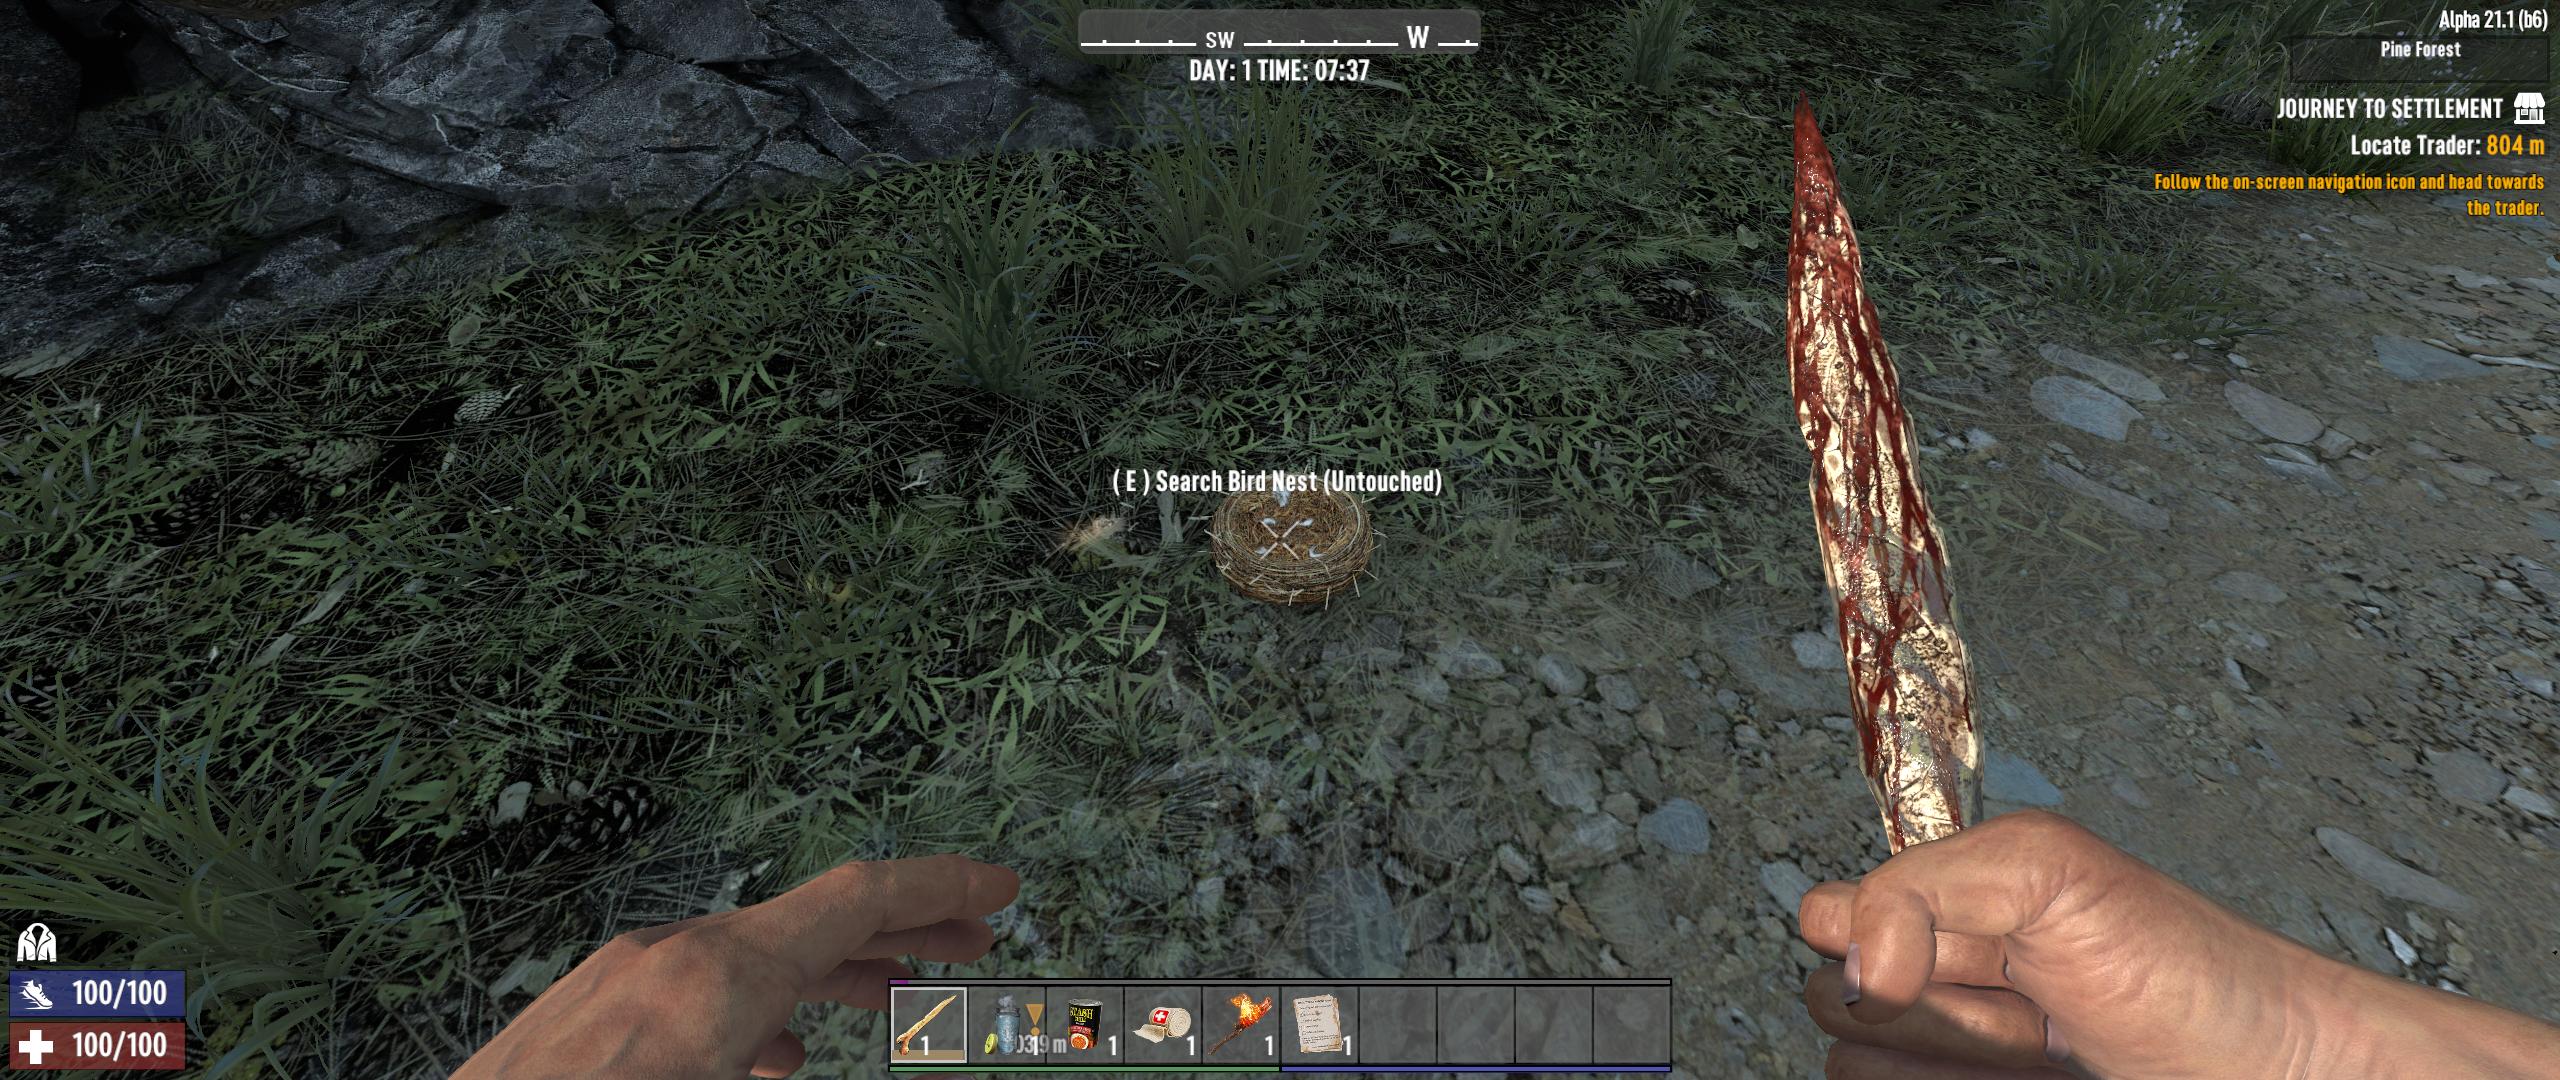 SW W
DAY: 1 TIME: 07:37
Alpha 21.1 (b6)
Pine Forest
JOURNEY TO SETTLEMENT
Locate Trader: 804 m
Follow the on-screen navigation icon and head towards
the trader.
( E ) Search Bird Nest (Untouched)
100/100
100/100
1 1 1 1 1 1